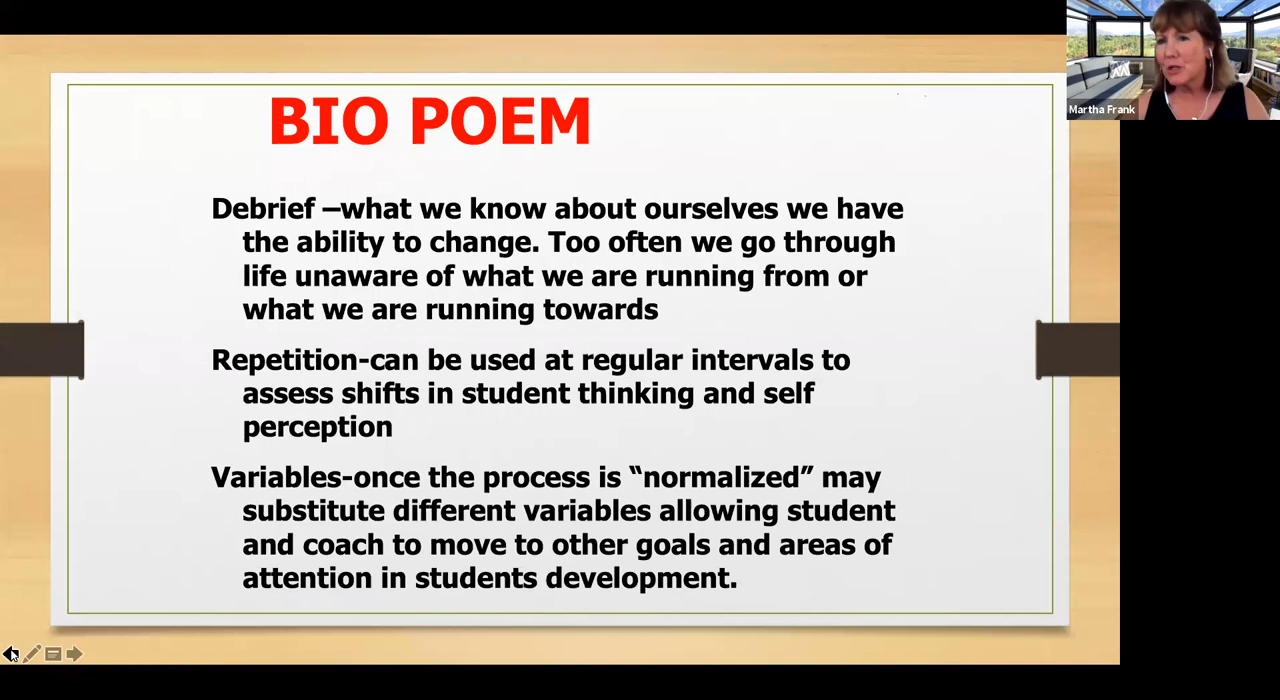 BIO POEM
Martha Frank
Debrief –what we know about ourselves we have
the ability to change. Too often we go through
life unaware of what we are running from or
what we are running towards
Repetition-can be used at regular intervals to
assess shifts in student thinking and self
perception
Variables-once the process is “normalized” may
substitute different variables allowing student
and coach to move to other goals and areas of
attention in students development.